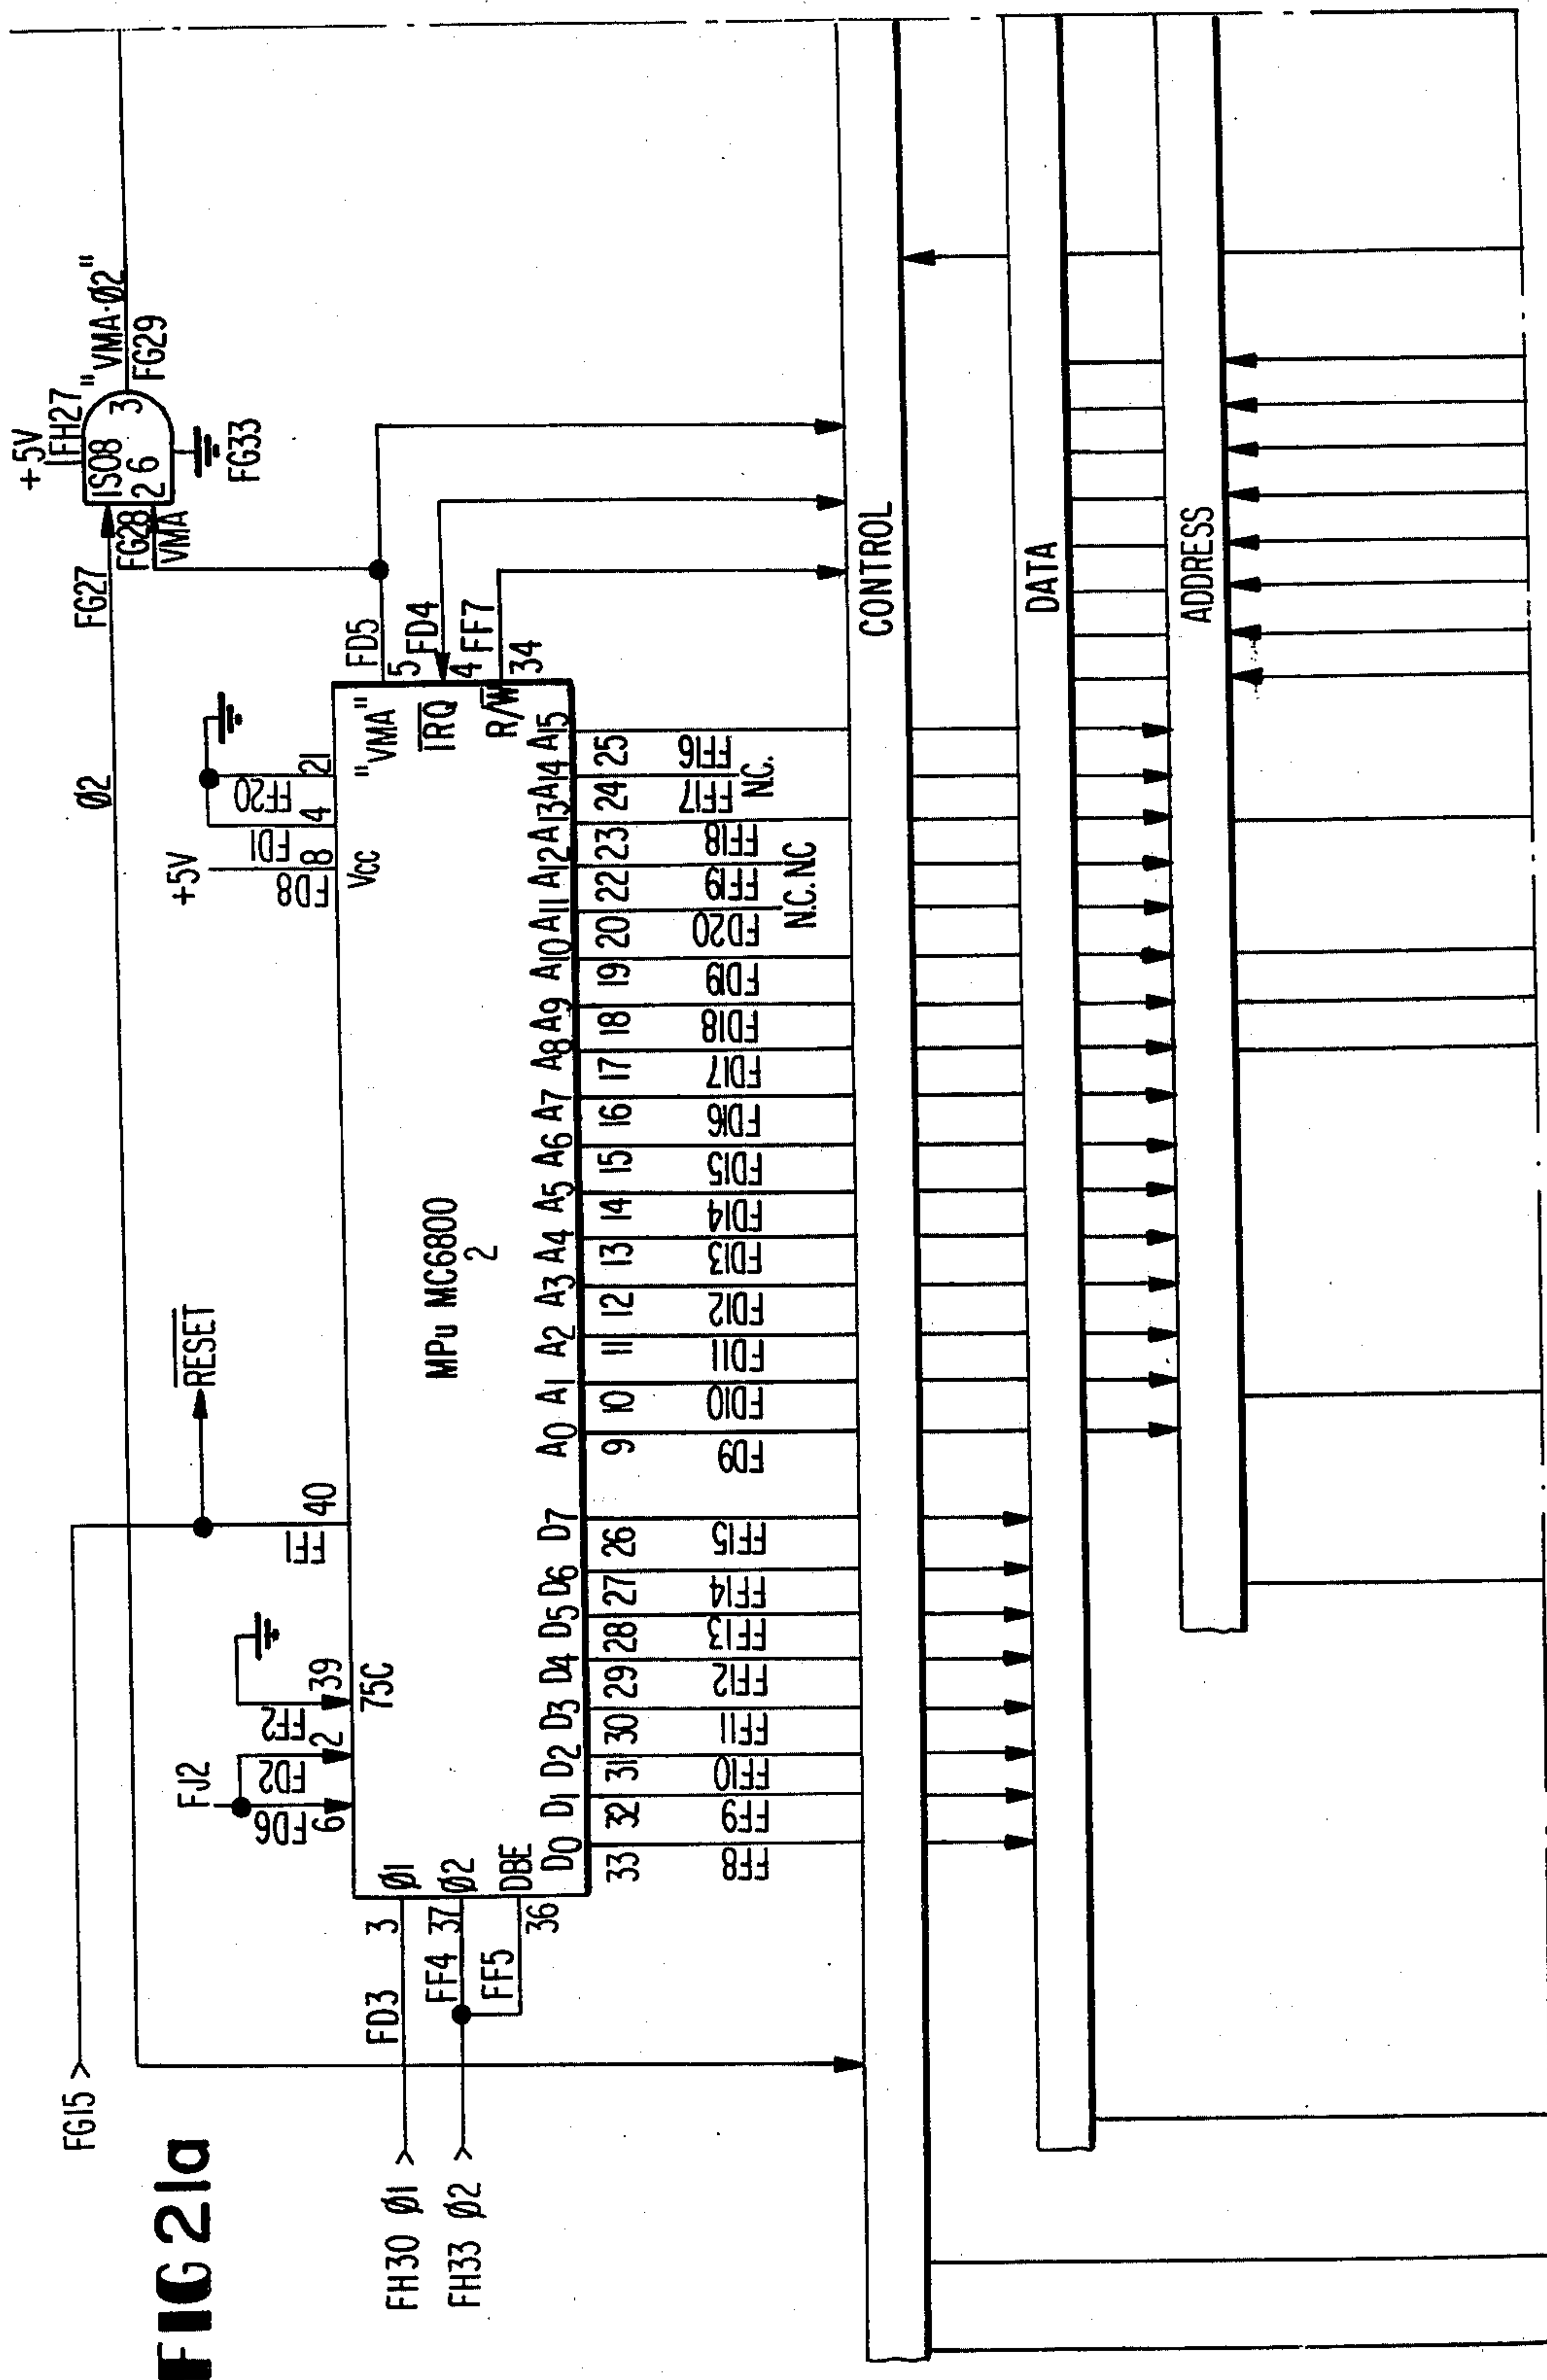 FIG 21a
FG15
FH30 Ø1
FH33 Ø2
FD3
3
FF4
37
FF5
36
Ø1
Ø2
DBE
FJ2
FD6
6
FD2
2
FF2
39
75C
FF1
40
RESET
+5V
FD8
8
Vcc
FD1
4
FF20
21
Ø2
FG27
FG28
VMA
+5V
FH27
1S08
2 6
3
FG33
"VMA·Ø2"
FG29
"VMA"
FD5
5
IRQ
FD4
4
R/W
FF7
34
MPu MC6800
2
D0 D1 D2 D3 D4 D5 D6 D7 A0 A1 A2 A3 A4 A5 A6 A7 A8 A9 A10 A11 A12 A13 A14 A15
33 32 31 30 29 28 27 26 9 10 11 12 13 14 15 16 17 18 19 20 22 23 24 25
FF8 FF9 FF10 FF11 FF12 FF13 FF14 FF15 FD9 FD10 FD11 FD12 FD13 FD14 FD15 FD16 FD17 FD18 FD19 FD20 FF19 FF18 FF17 FF16
N.C. N.C N.C.
CONTROL
DATA
ADDRESS